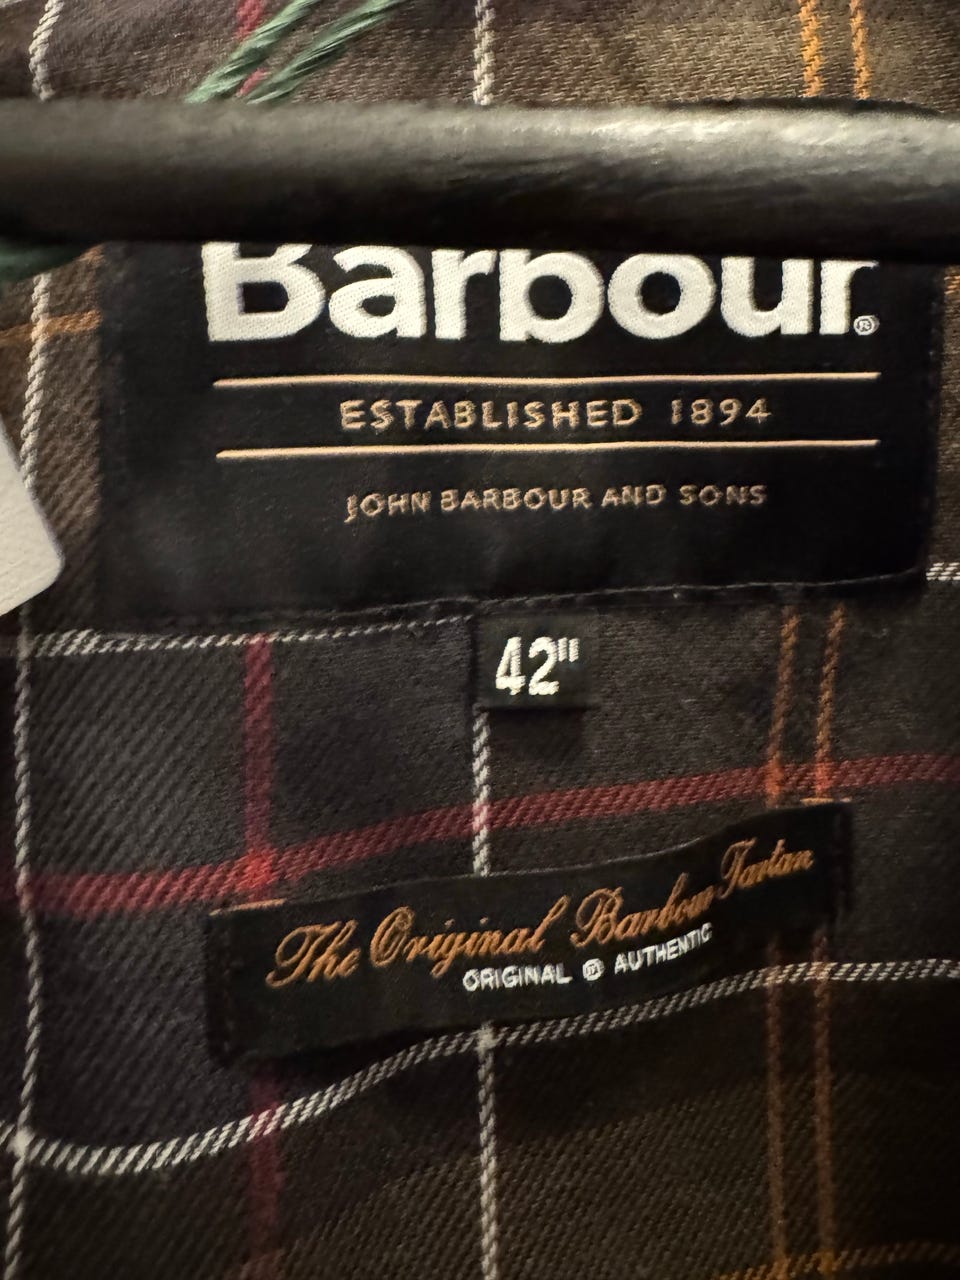 Barbour®
ESTABLISHED 1894
JOHN BARBOUR AND SONS
42"
The Original Barbour Tartan
ORIGINAL AUTHENTIC